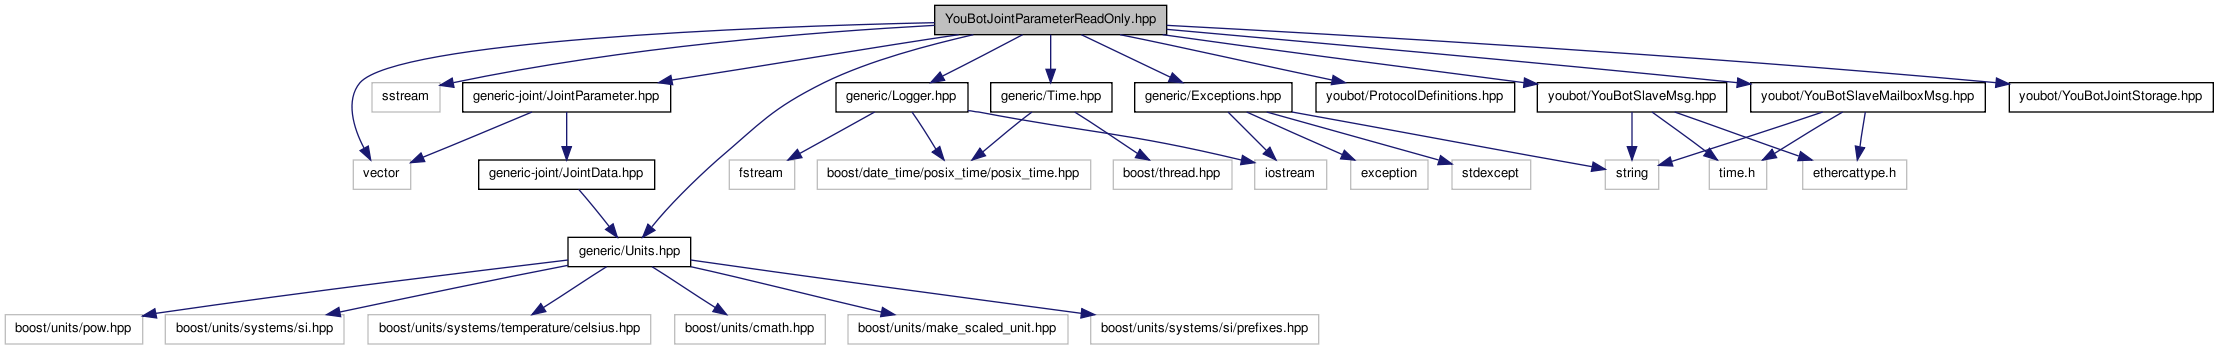 YouBotJointParameterReadOnly.hpp
sstream
generic-joint/JointParameter.hpp
generic/Logger.hpp
generic/Time.hpp
generic/Exceptions.hpp
youbot/ProtocolDefinitions.hpp
youbot/YouBotSlaveMsg.hpp
youbot/YouBotSlaveMailboxMsg.hpp
youbot/YouBotJointStorage.hpp
vector
generic-joint/JointData.hpp
fstream
boost/date_time/posix_time/posix_time.hpp
boost/thread.hpp
iostream
exception
stdexcept
string
time.h
ethercattype.h
generic/Units.hpp
boost/units/pow.hpp
boost/units/systems/si.hpp
boost/units/systems/temperature/celsius.hpp
boost/units/cmath.hpp
boost/units/make_scaled_unit.hpp
boost/units/systems/si/prefixes.hpp